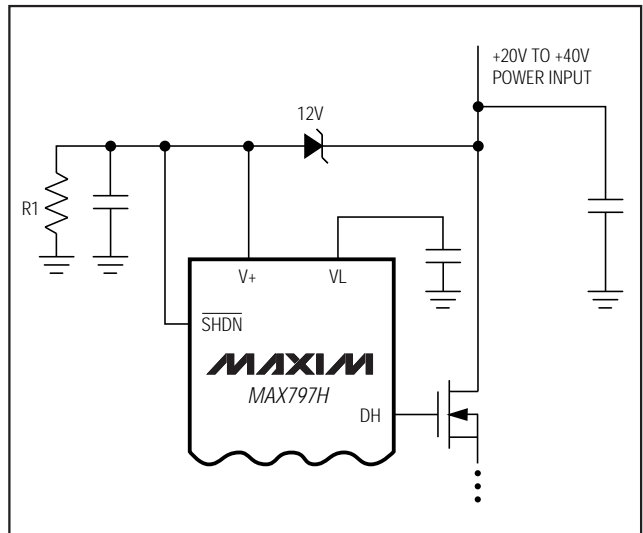 +20V TO +40V
POWER INPUT
12V
R1
V+
VL
SHDN
MAXIM
MAX797H
DH